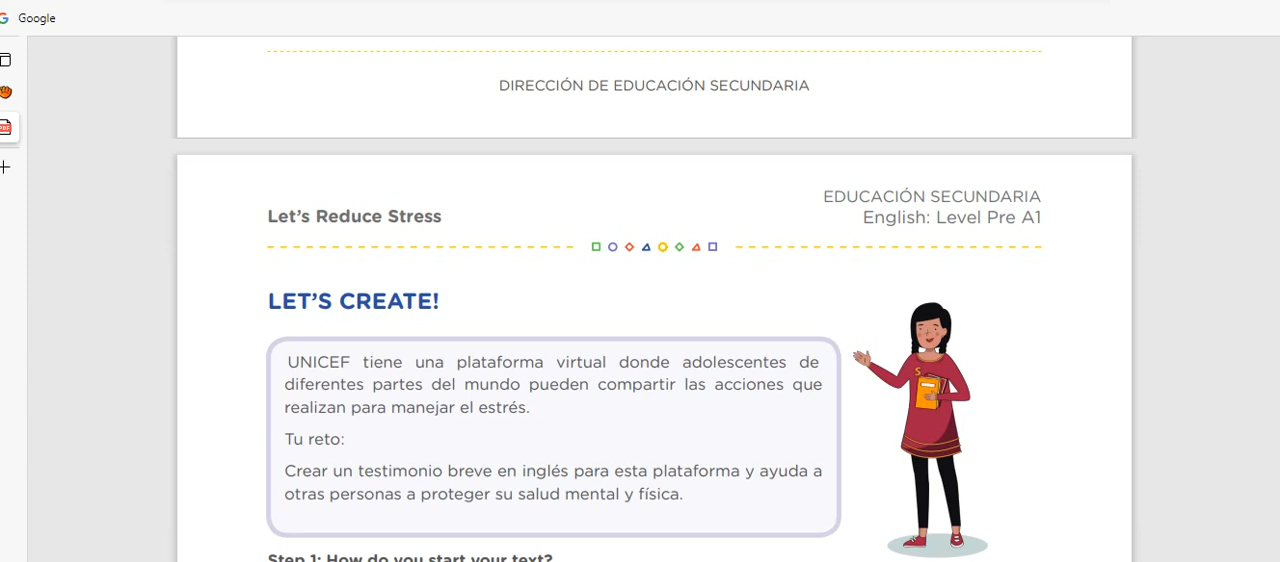 Google
DIRECCIÓN DE EDUCACIÓN SECUNDARIA
EDUCACIÓN SECUNDARIA
Let's Reduce Stress
English: Level Pre A1
LET'S CREATE!
UNICEF tiene una plataforma virtual donde adolescentes de
diferentes partes del mundo pueden compartir las acciones que
realizan para manejar el estrés.
Tu reto:
Crear un testimonio breve en inglés para esta plataforma y ayuda a
otras personas a proteger su salud mental y física.
Step 1: How do you start your text?
PDF
S